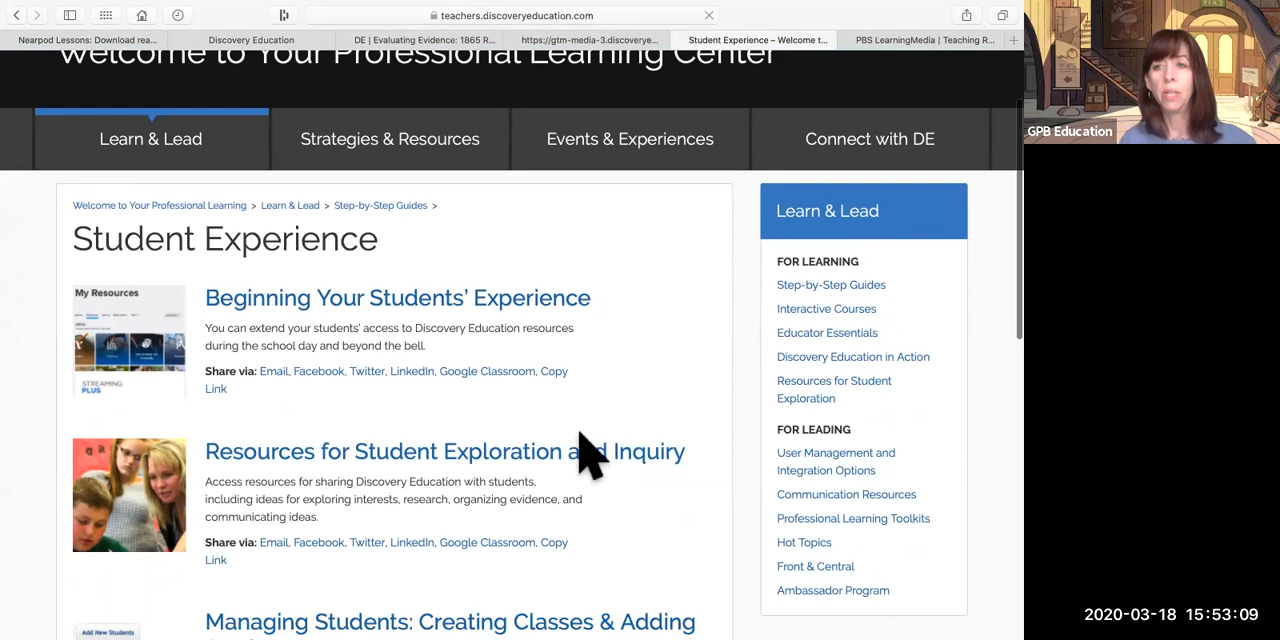 teachers.discoveryeducation.com
Nearpod Lessons: Download rea...
Discovery Education
DE | Evaluating Evidence: 1865 R...
https://gtm-media-3.discoverye...
Student Experience – Welcome t...
PBS LearningMedia | Teaching R...
Welcome to Your Professional Learning Center
GPB Education
Learn & Lead
Strategies & Resources
Events & Experiences
Connect with DE
Welcome to Your Professional Learning > Learn & Lead > Step-by-Step Guides >
Student Experience
My Resources
STREAMING
PLUS
Beginning Your Students' Experience
You can extend your students' access to Discovery Education resources
during the school day and beyond the bell.
Share via: Email, Facebook, Twitter, LinkedIn, Google Classroom, Copy
Link
Resources for Student Exploration and Inquiry
Access resources for sharing Discovery Education with students,
including ideas for exploring interests, research, organizing evidence, and
communicating ideas.
Share via: Email, Facebook, Twitter, LinkedIn, Google Classroom, Copy
Link
Add New Students
Managing Students: Creating Classes & Adding
Learn & Lead
FOR LEARNING
Step-by-Step Guides
Interactive Courses
Educator Essentials
Discovery Education in Action
Resources for Student
Exploration
FOR LEADING
User Management and
Integration Options
Communication Resources
Professional Learning Toolkits
Hot Topics
Front & Central
Ambassador Program
2020-03-18 15:53:09